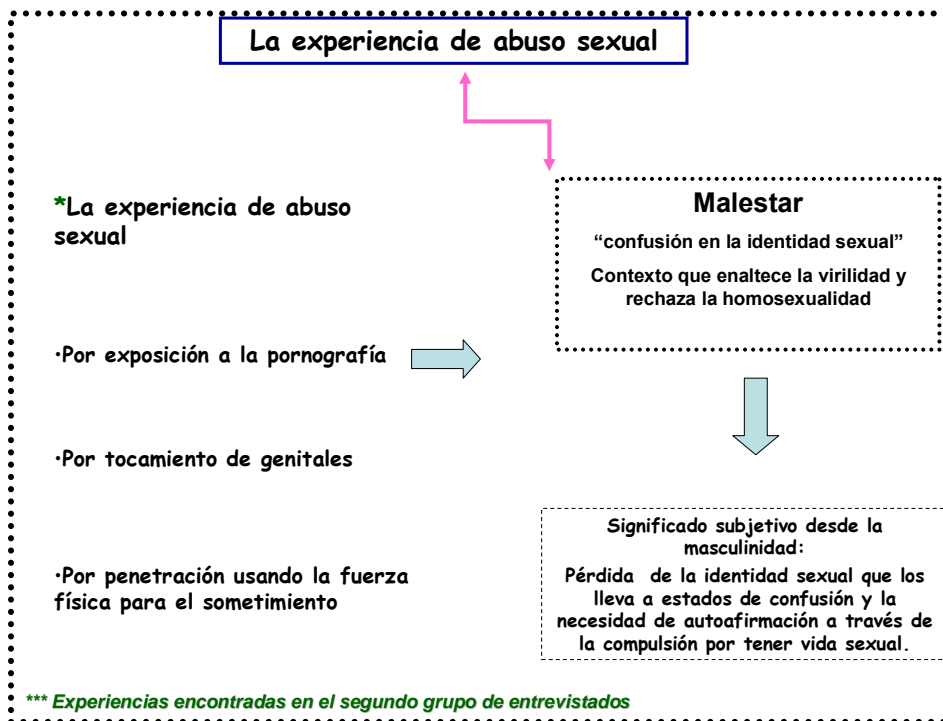 La experiencia de abuso sexual
*La experiencia de abuso
sexual
•Por exposición a la pornografía
•Por tocamiento de genitales
•Por penetración usando la fuerza
física para el sometimiento
Malestar
“confusión en la identidad sexual”
Contexto que enaltece la virilidad y
rechaza la homosexualidad
Significado subjetivo desde la
masculinidad:
Pérdida de la identidad sexual que los
lleva a estados de confusión y la
necesidad de autoafirmación a través de
la compulsión por tener vida sexual.
*** Experiencias encontradas en el segundo grupo de entrevistados